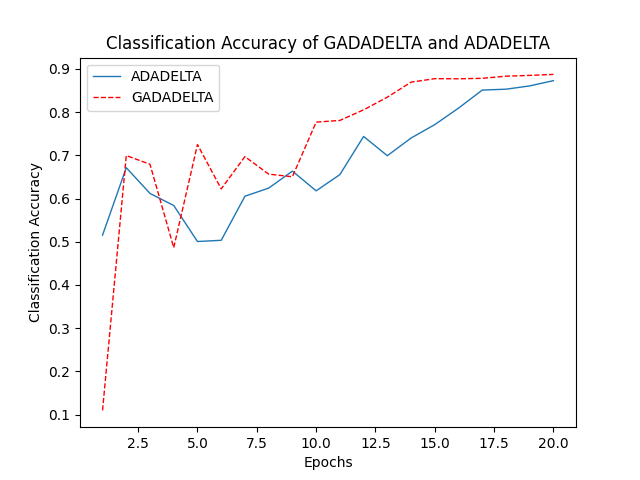 Classification Accuracy of GADADELTA and ADADELTA
ADADELTA
GADADELTA
Classification Accuracy
0.9
0.8
0.7
0.6
0.5
0.4
0.3
0.2
0.1
2.5 5.0 7.5 10.0 12.5 15.0 17.5 20.0
Epochs